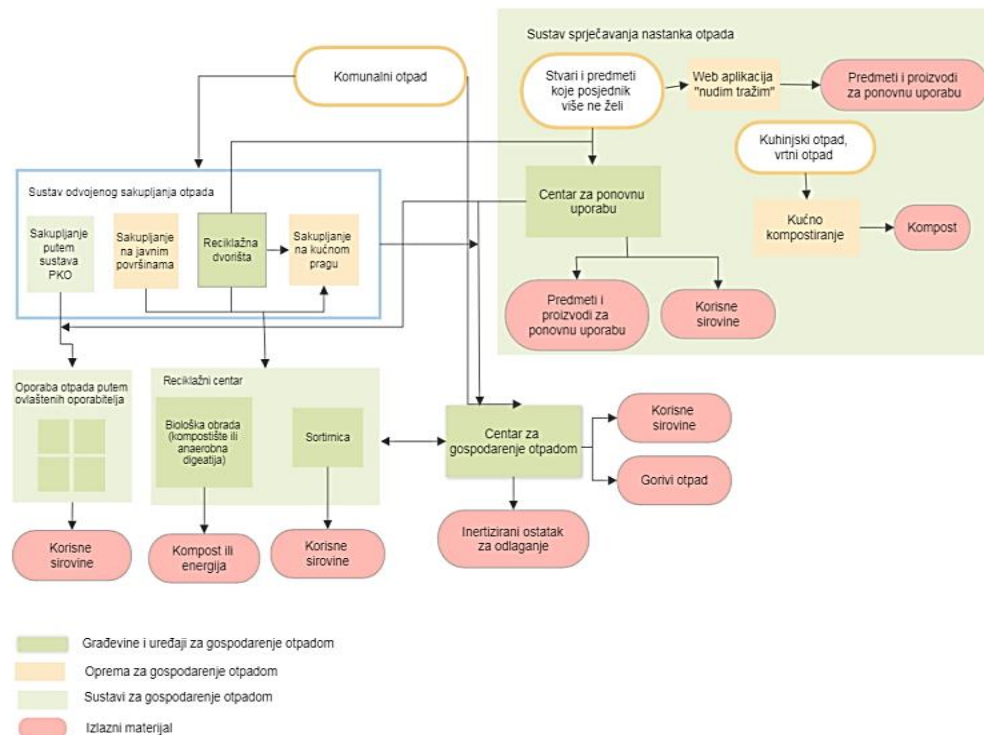 Sustav sprječavanja nastanka otpada
Komunalni otpad
Stvari i predmeti
koje posjednik
više ne želi
Web aplikacija
"nudim tražim"
Predmeti i proizvodi
za ponovnu uporabu
Kuhinjski otpad,
vrtni otpad
Sustav odvojenog sakupljanja otpada
Centar za ponovnu
uporabu
Sakupljanje
putem
sustava
PKO
Sakupljanje
na javnim
površinama
Reciklažna
dvorišta
Sakupljanje
na kućnom
pragu
Kućno
kompostiranje
Kompost
Predmeti i
proizvodi za
ponovnu uporabu
Korisne
sirovine
Oporaba otpada putem
ovlaštenih oporabitelja
Reciklažni centar
Biološka obrada
(kompostište ili
anaerobna
digeatija)
Sortirnica
Centar za
gospodarenje otpadom
Korisne
sirovine
Gorivi otpad
Korisne
sirovine
Kompost ili
energija
Korisne
sirovine
Inertizirani ostatak
za odlaganje
Građevine i uređaji za gospodarenje otpadom
Oprema za gospodarenje otpadom
Sustavi za gospodarenje otpadom
Izlazni materijal